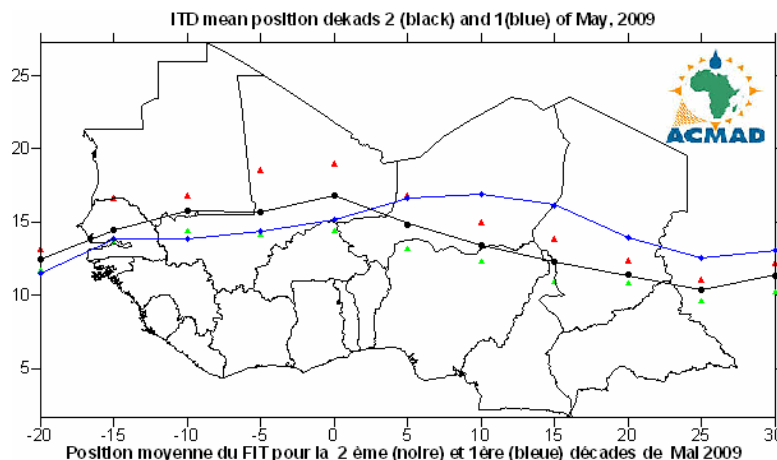 ITD mean position dekads 2 (black) and 1(blue) of May, 2009
25
20
15
10
5
ACMAD
-20 -15 -10 -5 0 5 10 15 20 25 30
Position moyenne du FIT pour la 2 ème (noire) et 1ère (bleue) décades de Mal 2009